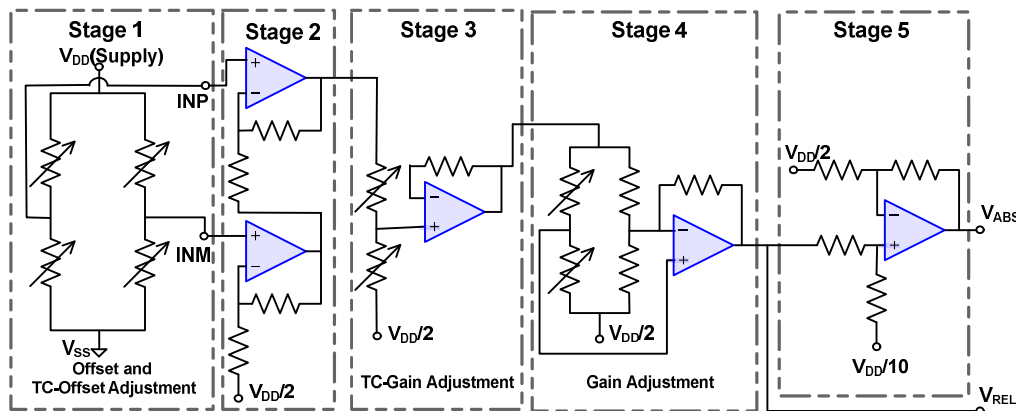 Stage 1
Stage 2
Stage 3
Stage 4
Stage 5
VDD(Supply)
INP
INM
VSS
Offset and
TC-Offset Adjustment
+
−
+
−
VDD/2
−
+
VDD/2
TC-Gain Adjustment
−
+
VDD/2
Gain Adjustment
VDD/2
−
+
VDD/10
VABS
VREL